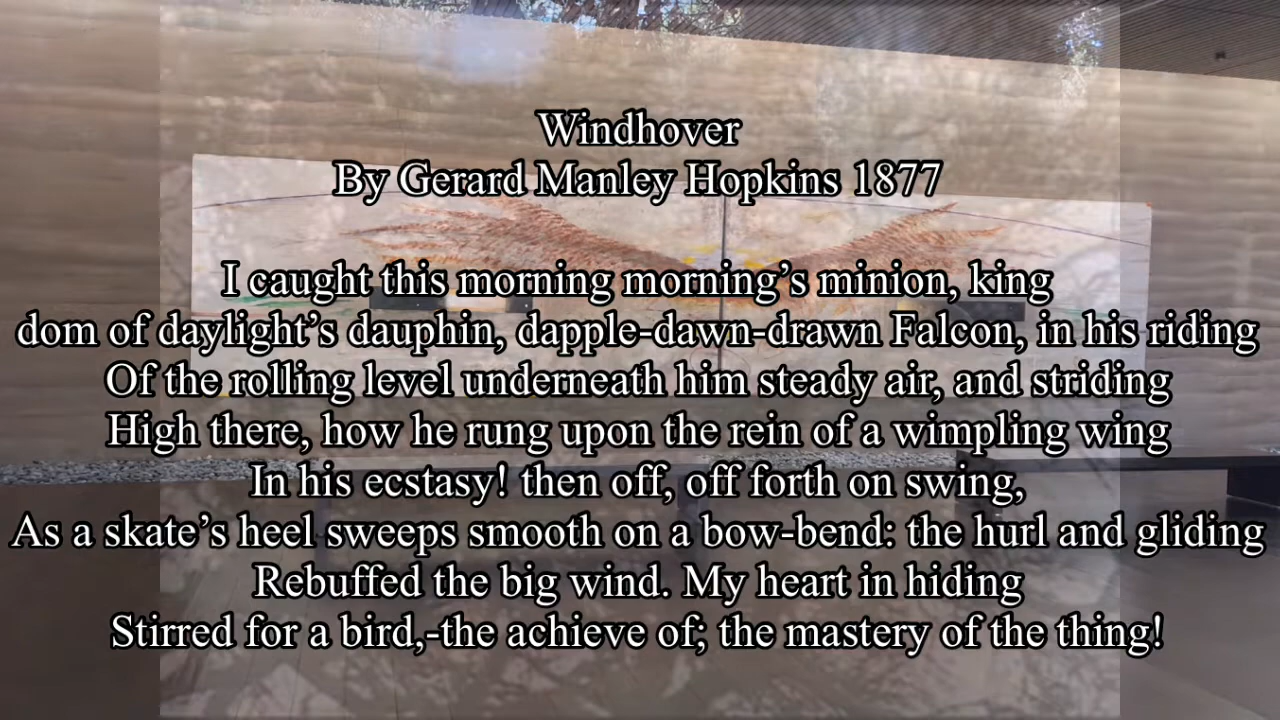 Windhover
By Gerard Manley Hopkins 1877
I caught this morning morning’s minion, king
dom of daylight’s dauphin, dapple-dawn-drawn Falcon, in his riding
Of the rolling level underneath him steady air, and striding
High there, how he rung upon the rein of a wimpling wing
In his ecstasy! then off, off forth on swing,
As a skate’s heel sweeps smooth on a bow-bend: the hurl and gliding
Rebuffed the big wind. My heart in hiding
Stirred for a bird,-the achieve of; the mastery of the thing!